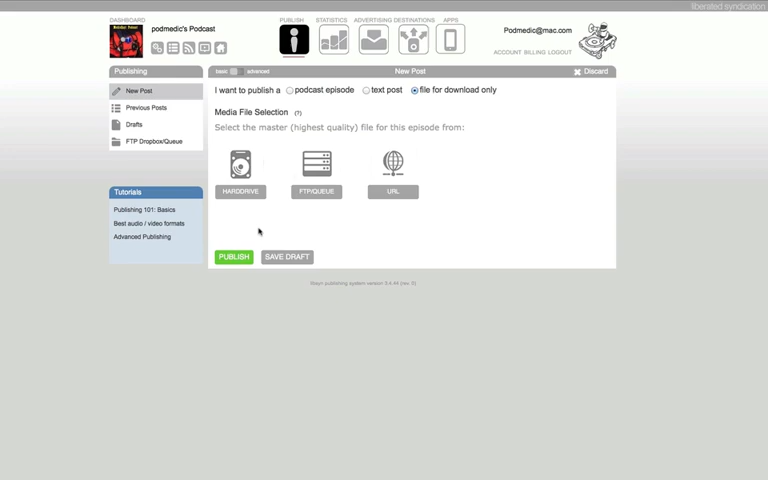 liberated syndication
DASHBOARD
podmedic's Podcast
PUBLISH
STATISTICS
ADVERTISING
DESTINATIONS
APPS
Podmedic@mac.com
ACCOUNT BILLING LOGOUT
Publishing
basic advanced
New Post
Discard
New Post
Previous Posts
Drafts
FTP Dropbox/Queue
I want to publish a podcast episode text post file for download only
Media File Selection (?)
Select the master (highest quality) file for this episode from:
HARDDRIVE
FTP/QUEUE
URL
Tutorials
Publishing 101: Basics
Best audio / video formats
Advanced Publishing
PUBLISH
SAVE DRAFT